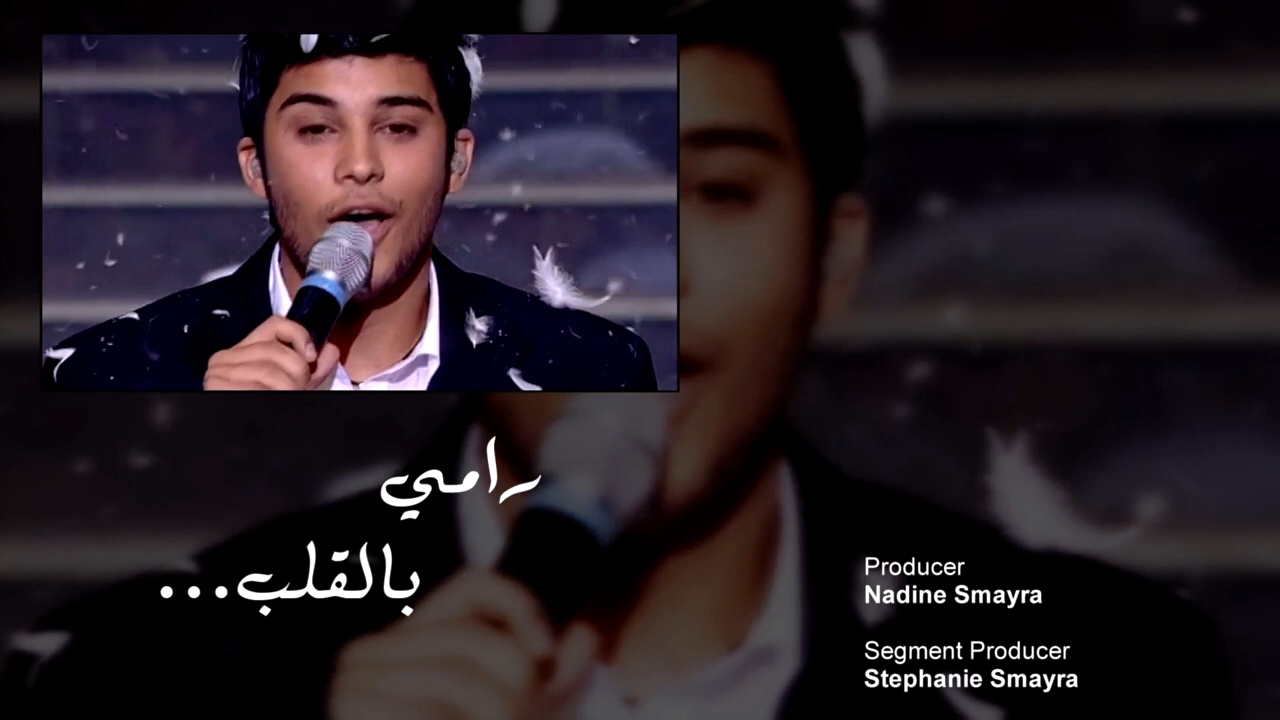 رامي
بالقلب...
Producer
Nadine Smayra
Segment Producer
Stephanie Smayra